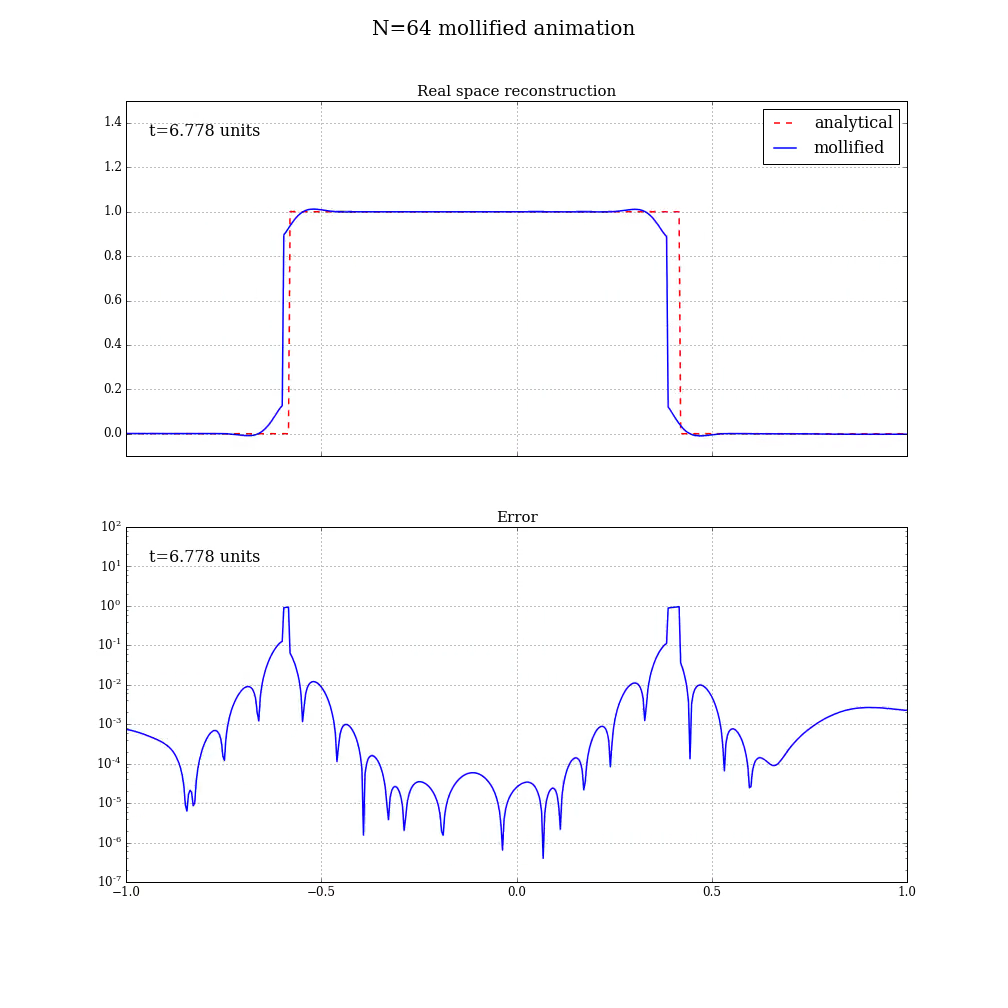 N=64 mollified animation
Real space reconstruction
t=6.778 units
analytical
mollified
1.4
1.2
1.0
0.8
0.6
0.4
0.2
0.0
Error
t=6.778 units
10²
10¹
10⁰
10⁻¹
10⁻²
10⁻³
10⁻⁴
10⁻⁵
10⁻⁶
10⁻⁷
−1.0 −0.5 0.0 0.5 1.0